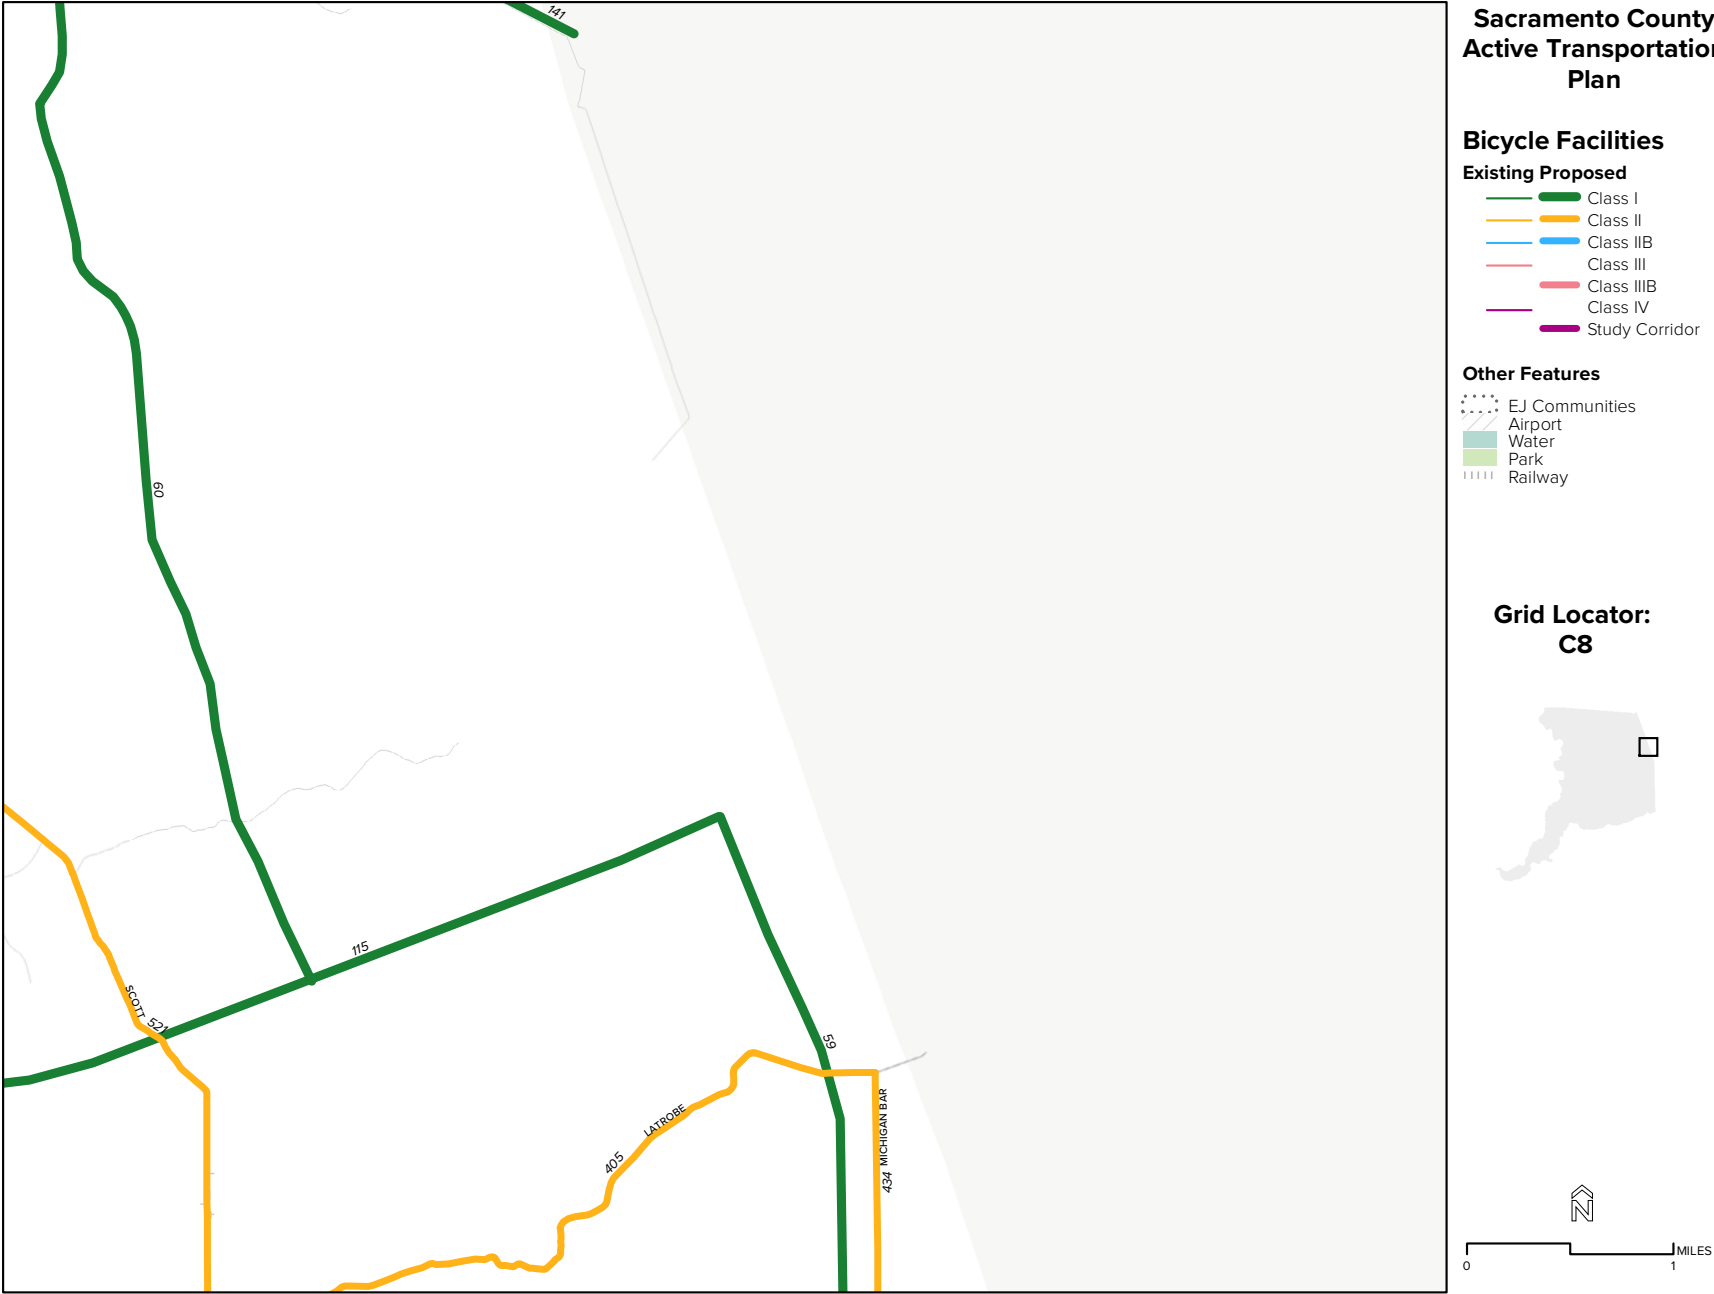 141
60
115
SCOTT
521
59
LATROBE
405
MICHIGAN BAR
434
Sacramento County
Active Transportation
Plan
Bicycle Facilities
Existing Proposed
Class I
Class II
Class IIB
Class III
Class IIIB
Class IV
Study Corridor
Other Features
EJ Communities
Airport
Water
Park
Railway
Grid Locator:
C8
N
MILES
0 1